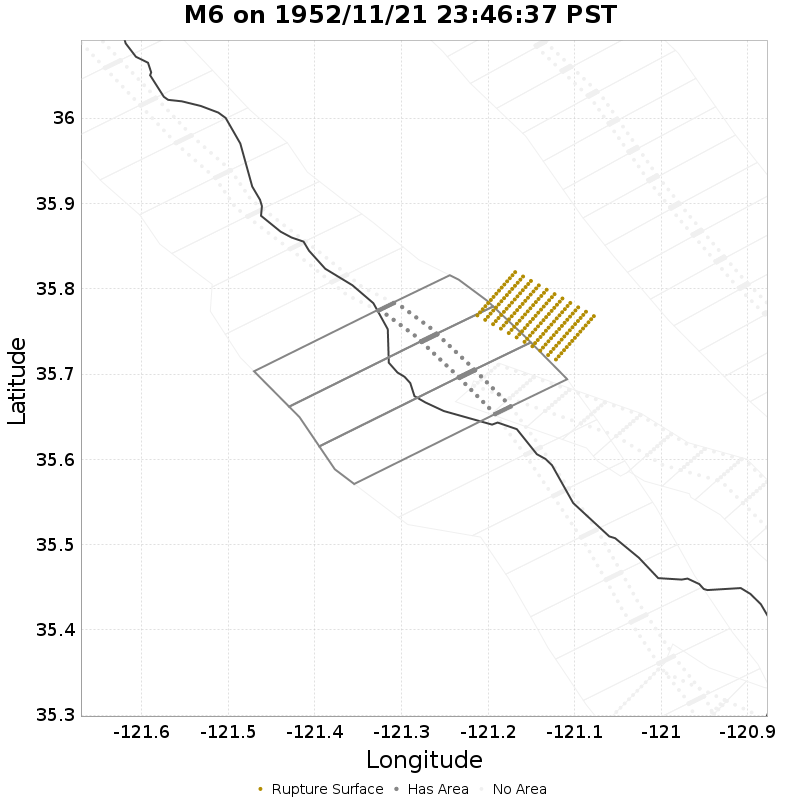 M6 on 1952/11/21 23:46:37 PST
36
35.9
35.8
35.7
35.6
35.5
35.4
35.3
Latitude
-121.6 -121.5 -121.4 -121.3 -121.2 -121.1 -121 -120.9
Longitude
Rupture Surface Has Area No Area